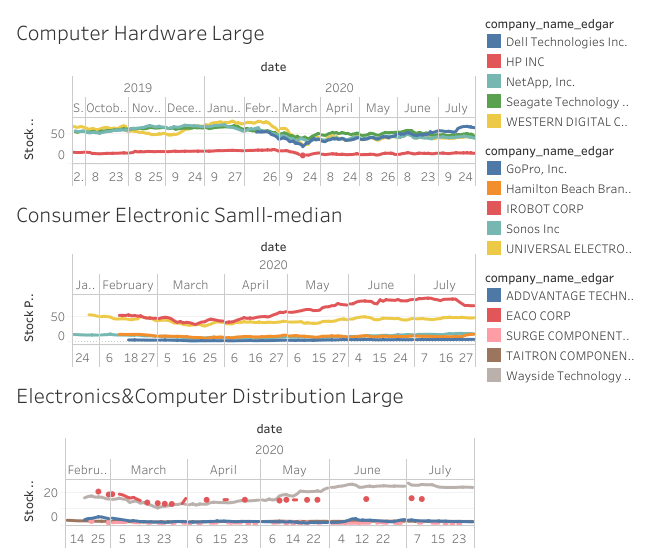 Computer Hardware Large
date
2019 2020
S. Octob.. Nov.. Dece.. Janu.. Febr.. March April May June July
Stock ..
50
0
2. 8 23 8 25 9 24 9 27 26 9 24 8 23 8 26 8 23 9 24
Consumer Electronic Samll-median
date
2020
Ja.. February March April May June July
Stock P..
50
0
24 6 18 27 5 16 25 6 16 27 6 15 27 4 15 24 7 16 27
Electronics&Computer Distribution Large
date
2020
Febru.. March April May June July
Stock..
20
0
14 25 5 13 23 6 15 23 5 14 22 4 12 22 7 15 23
company_name_edgar
Dell Technologies Inc.
HP INC
NetApp, Inc.
Seagate Technology ..
WESTERN DIGITAL C..
company_name_edgar
GoPro, Inc.
Hamilton Beach Bran..
IROBOT CORP
Sonos Inc
UNIVERSAL ELECTRO..
company_name_edgar
ADDVANTAGE TECHN..
EACO CORP
SURGE COMPONENT..
TAITRON COMPONEN..
Wayside Technology ..